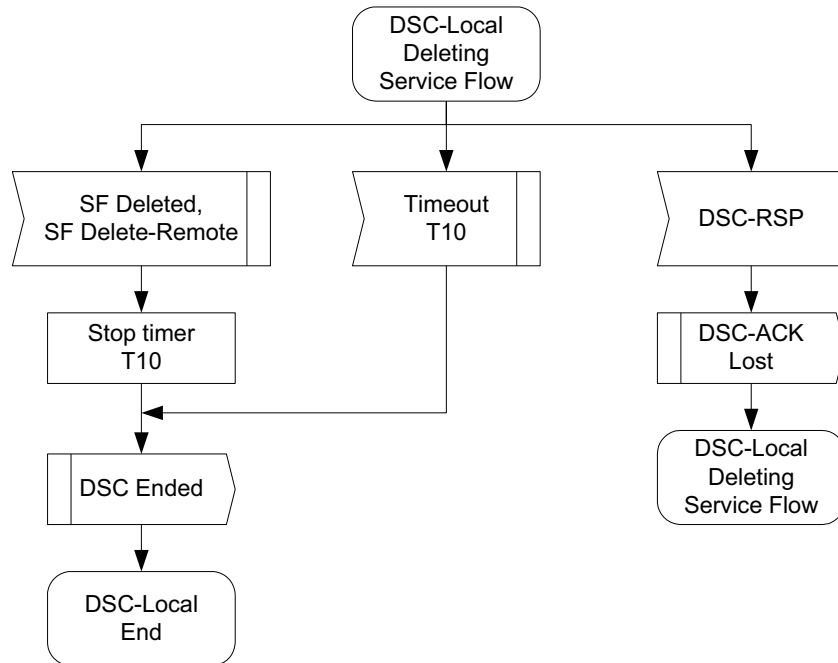 DSC-Local
Deleting
Service Flow
SF Deleted,
SF Delete-Remote
Timeout
T10
DSC-RSP
Stop timer
T10
DSC-ACK
Lost
DSC Ended
DSC-Local
Deleting
Service Flow
DSC-Local
End